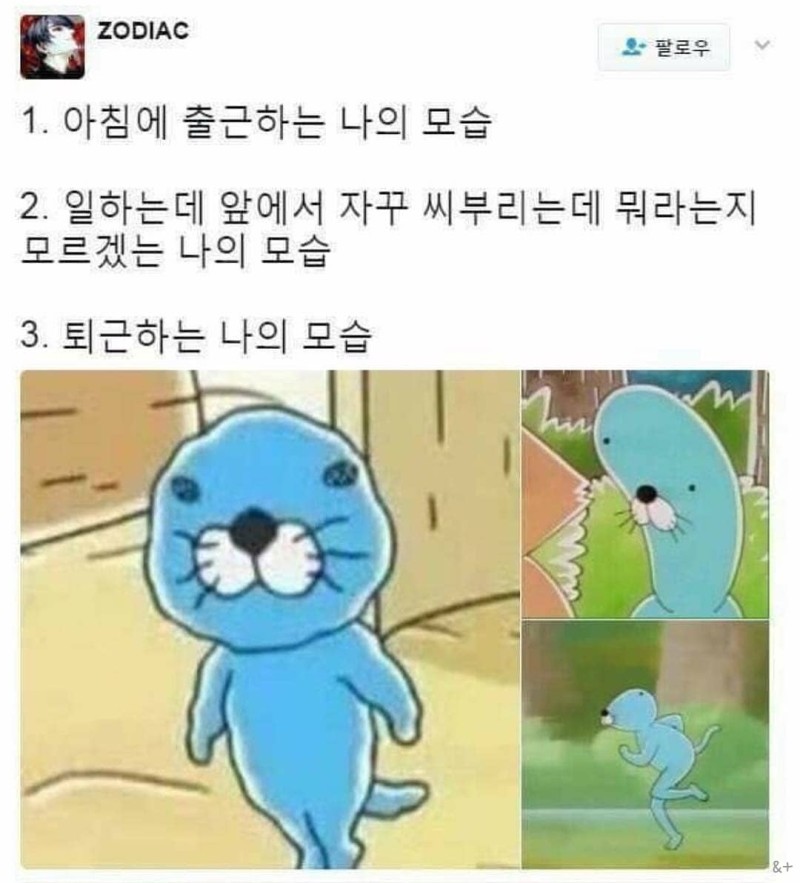 ZODIAC
팔로우
1. 아침에 출근하는 나의 모습
2. 일하는데 앞에서 자꾸 씨부리는데 뭐라는지
모르겠는 나의 모습
3. 퇴근하는 나의 모습
&+